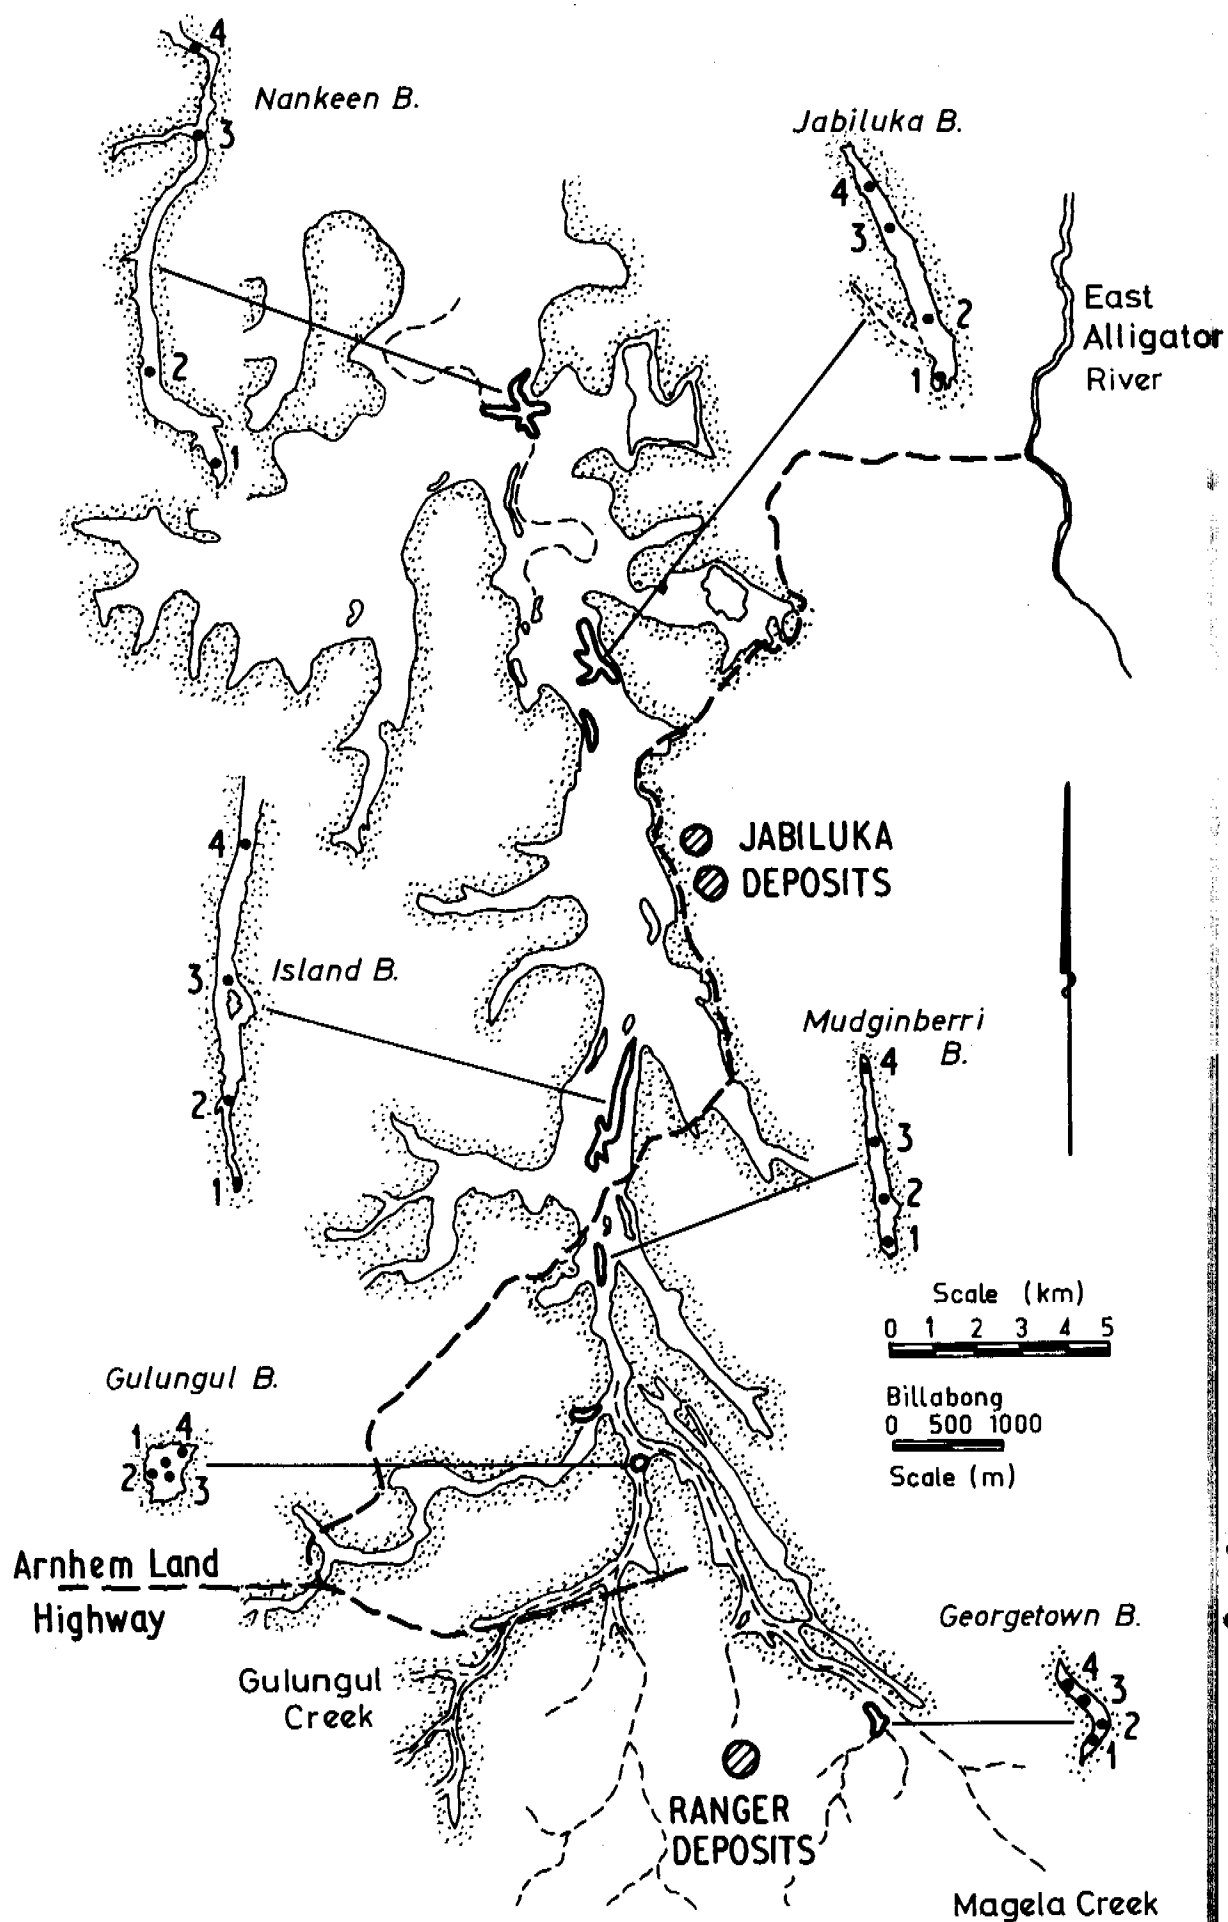 4
Nankeen B.
3
2
1
Jabiluka B.
4
3
2
1
East
Alligator
River
JABILUKA
DEPOSITS
4
3
Island B.
2
1
Mudginberri
B.
4
3
2
1
Scale (km)
0 1 2 3 4 5
Billabong
0 500 1000
Scale (m)
Gulungul B.
1 4
2 3
Arnhem Land
Highway
Gulungul
Creek
Georgetown B.
4
3
2
1
RANGER
DEPOSITS
Magela Creek